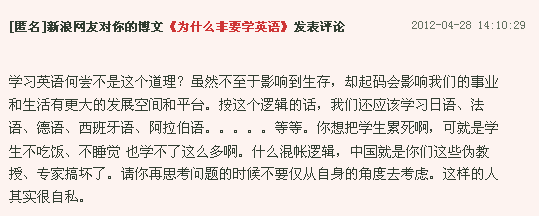 [匿名]新浪网友对你的博文《为什么非要学英语》发表评论 2012-04-28 14:10:29
学习英语何尝不是这个道理？虽然不至于影响到生存，却起码会影响我们的事业
和生活有更大的发展空间和平台。按这个逻辑的话，我们还应该学习日语、法
语、德语、西班牙语、阿拉伯语。。。。。等等。你想把学生累死啊，可就是学
生不吃饭、不睡觉 也学不了这么多啊。什么混帐逻辑，中国就是你们这些伪教
授、专家搞坏了。请你再思考问题的时候不要仅从自身的角度去考虑。这样的人
其实很自私。